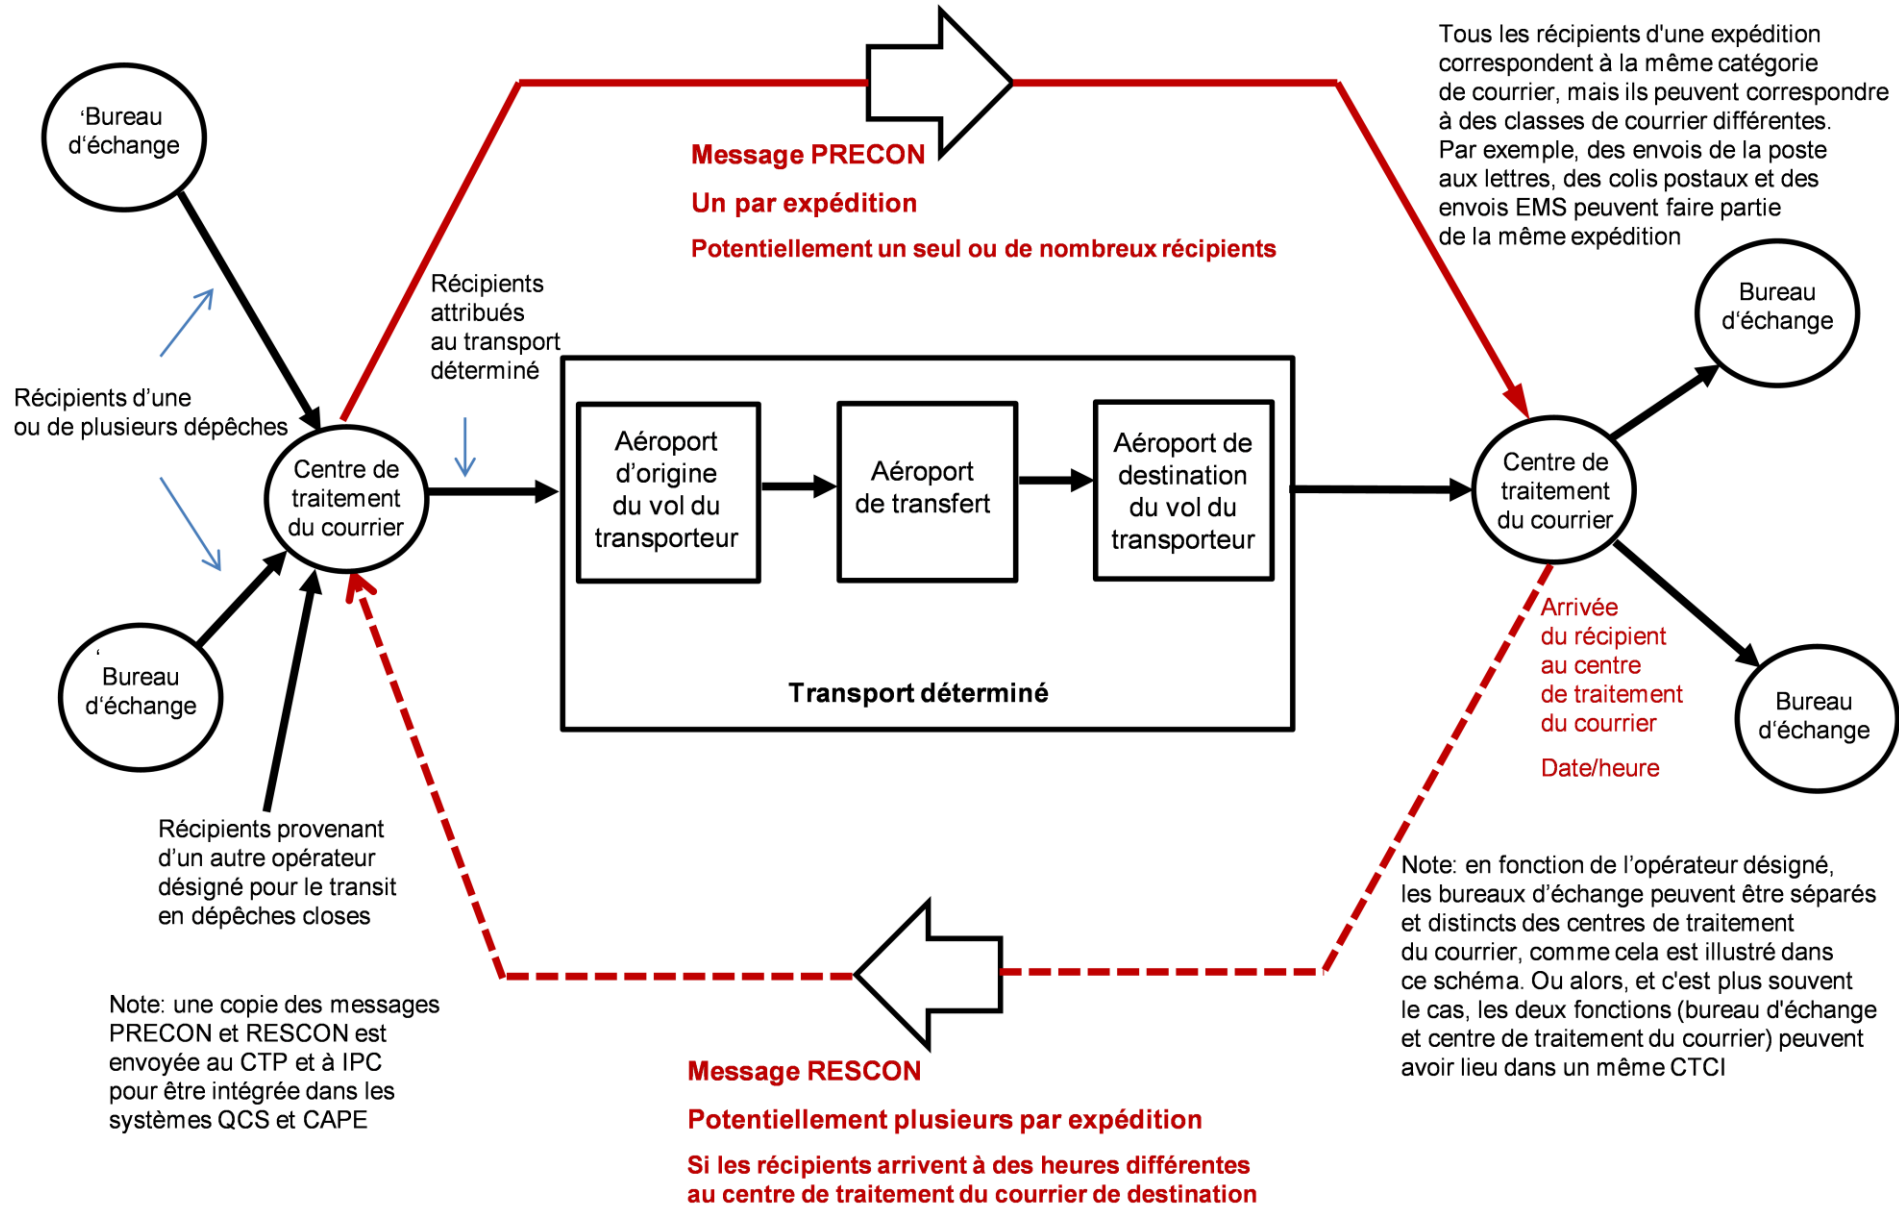 ‘Bureau
d‘échange
Message PRECON
Un par expédition
Potentiellement un seul ou de nombreux récipients
Tous les récipients d'une expédition
correspondent à la même catégorie
de courrier, mais ils peuvent correspondre
à des classes de courrier différentes.
Par exemple, des envois de la poste
aux lettres, des colis postaux et des
envois EMS peuvent faire partie
de la même expédition
Récipients
attribués
au transport
déterminé
Bureau
d‘échange
Récipients d’une
ou de plusieurs dépêches
Centre de
traitement
du courrier
Aéroport
d’origine
du vol du
transporteur
Aéroport
de transfert
Aéroport de
destination
du vol du
transporteur
Centre de
traitement
du courrier
Transport déterminé
‘
Bureau
d‘échange
Arrivée
du récipient
au centre
de traitement
du courrier
Date/heure
Bureau
d‘échange
Récipients provenant
d’un autre opérateur
désigné pour le transit
en dépêches closes
Note: une copie des messages
PRECON et RESCON est
envoyée au CTP et à IPC
pour être intégrée dans les
systèmes QCS et CAPE
Message RESCON
Potentiellement plusieurs par expédition
Si les récipients arrivent à des heures différentes
au centre de traitement du courrier de destination
Note: en fonction de l’opérateur désigné,
les bureaux d’échange peuvent être séparés
et distincts des centres de traitement
du courrier, comme cela est illustré dans
ce schéma. Ou alors, et c'est plus souvent
le cas, les deux fonctions (bureau d'échange
et centre de traitement du courrier) peuvent
avoir lieu dans un même CTCI